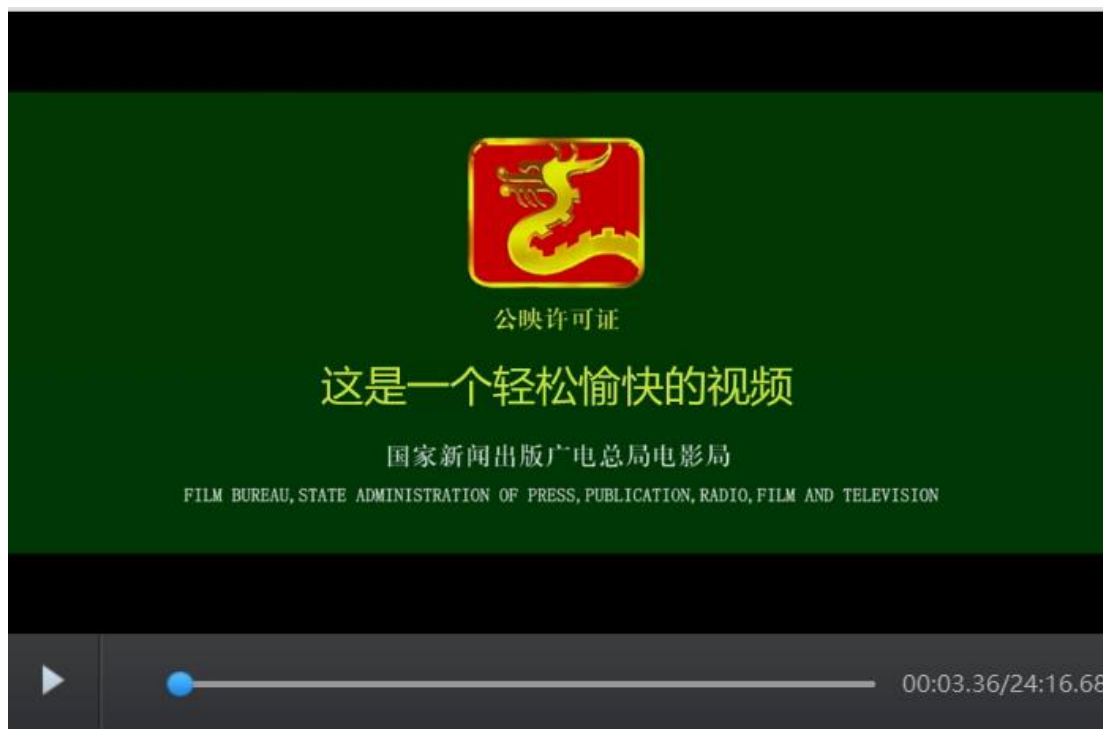 公映许可证
这是一个轻松愉快的视频
国家新闻出版广电总局电影局
FILM BUREAU,STATE ADMINISTRATION OF PRESS,PUBLICATION,RADIO,FILM AND TELEVISION
00:03.36/24:16.68